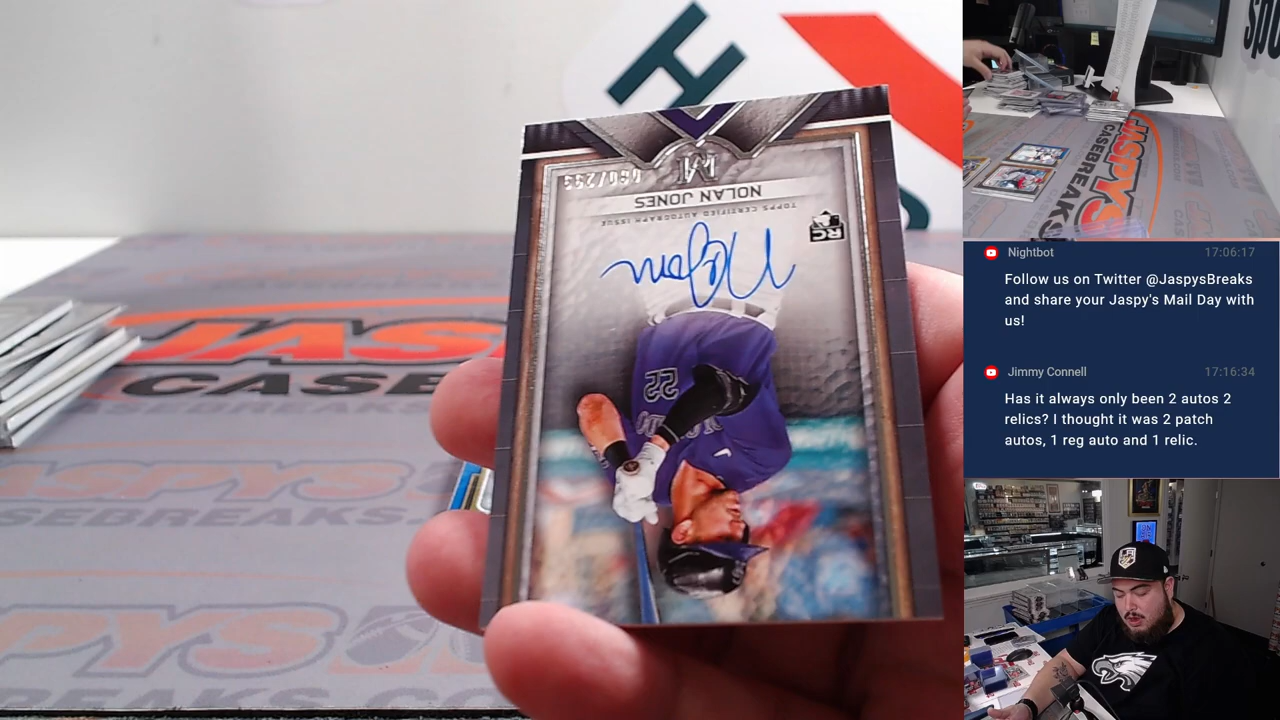 080/299
NOLAN JONES
TOPPS CERTIFIED AUTOGRAPH ISSUE
RC
22
JASPYS
CASEBREAKS
Nightbot 17:06:17
Follow us on Twitter @JaspysBreaks
and share your Jaspy's Mail Day with
us!
Jimmy Connell 17:16:34
Has it always only been 2 autos 2
relics? I thought it was 2 patch
autos, 1 reg auto and 1 relic.